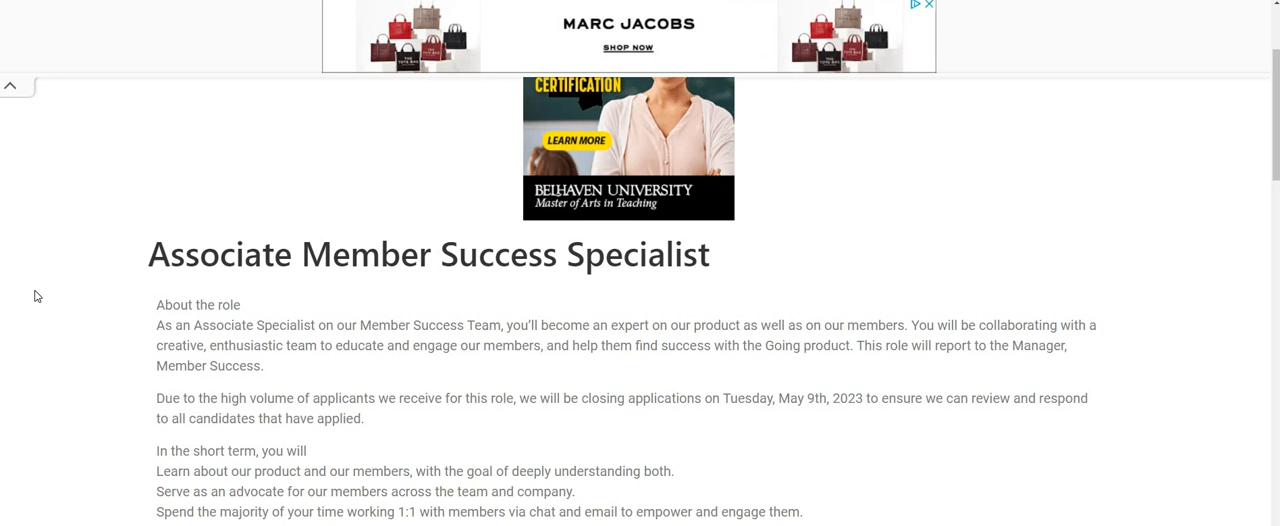 MARC JACOBS
SHOP NOW
CERTIFICATION
LEARN MORE
BELHAVEN UNIVERSITY
Master of Arts in Teaching
Associate Member Success Specialist
About the role
As an Associate Specialist on our Member Success Team, you’ll become an expert on our product as well as on our members. You will be collaborating with a
creative, enthusiastic team to educate and engage our members, and help them find success with the Going product. This role will report to the Manager,
Member Success.
Due to the high volume of applicants we receive for this role, we will be closing applications on Tuesday, May 9th, 2023 to ensure we can review and respond
to all candidates that have applied.
In the short term, you will
Learn about our product and our members, with the goal of deeply understanding both.
Serve as an advocate for our members across the team and company.
Spend the majority of your time working 1:1 with members via chat and email to empower and engage them.